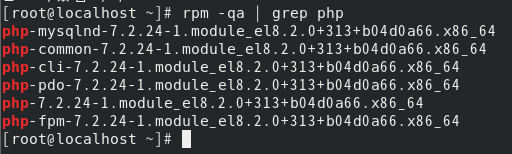 [root@localhost ~]# rpm -qa | grep php
php-mysqlnd-7.2.24-1.module_el8.2.0+313+b04d0a66.x86_64
php-common-7.2.24-1.module_el8.2.0+313+b04d0a66.x86_64
php-cli-7.2.24-1.module_el8.2.0+313+b04d0a66.x86_64
php-pdo-7.2.24-1.module_el8.2.0+313+b04d0a66.x86_64
php-7.2.24-1.module_el8.2.0+313+b04d0a66.x86_64
php-fpm-7.2.24-1.module_el8.2.0+313+b04d0a66.x86_64
[root@localhost ~]#